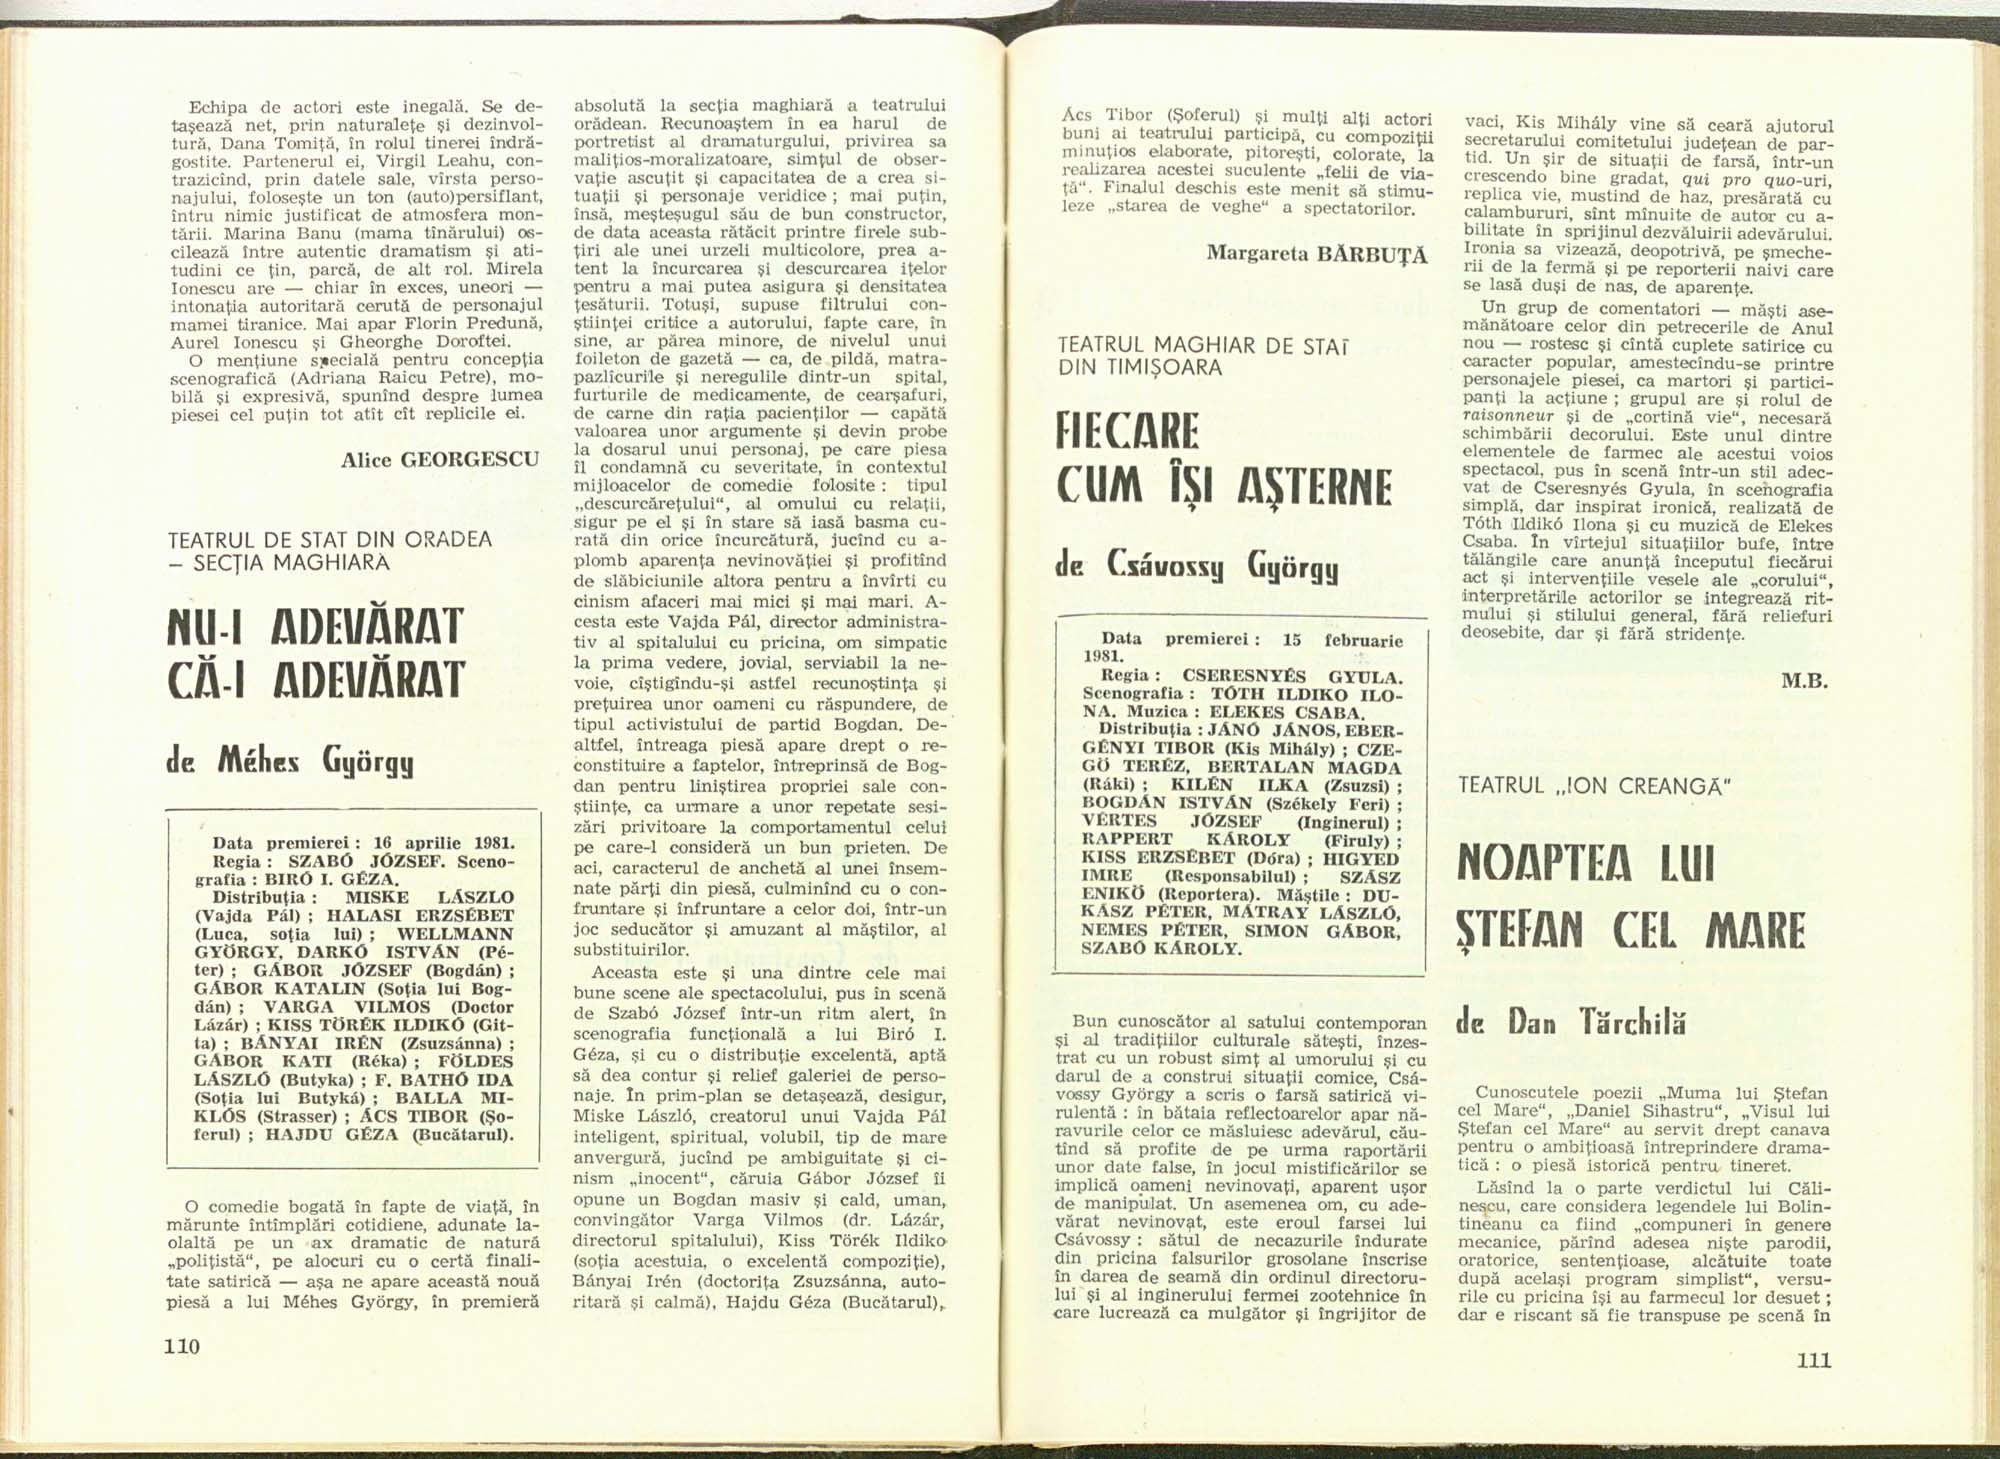 Echipa de actori este inegală. Se de-
tașează net, prin naturalețe și dezinvol-
tură, Dana Tomiță, în rolul tinerei îndră-
gostite. Partenerul ei, Virgil Leahu, con-
trazicînd, prin datele sale, vîrsta perso-
najului, folosește un ton (auto)persiflant,
întru nimic justificat de atmosfera mon-
tării. Marina Banu (mama tînărului) os-
cilează între autentic dramatism și ati-
tudini ce țin, parcă, de alt rol. Mirela
Ionescu are — chiar în exces, uneori —
intonația autoritară cerută de personajul
mamei tiranice. Mai apar Florin Predună,
Aurel Ionescu și Gheorghe Doroftei.
O mențiune specială pentru concepția
scenografică (Adriana Raicu Petre), mo-
bilă și expresivă, spunînd despre lumea
piesei cel puțin tot atît cît replicile ei.
Alice GEORGESCU
TEATRUL DE STAT DIN ORADEA
– SECȚIA MAGHIARĂ
NU-I ADEVĂRAT
CĂ-I ADEVĂRAT
de Méhes György
Data premierei : 16 aprilie 1981.
Regia : SZABÓ JÓZSEF. Sceno-
grafia : BIRÓ I. GÉZA.
Distribuția : MISKE LÁSZLO
(Vajda Pál) ; HALASI ERZSÉBET
(Luca, soția lui) ; WELLMANN
GYÖRGY, DARKÓ ISTVÁN (Pé-
ter) ; GÁBOR JÓZSEF (Bogdán) ;
GÁBOR KATALIN (Soția lui Bog-
dán) ; VARGA VILMOS (Doctor
Lázár) ; KISS TÖRÉK ILDIKÓ (Git-
ta) ; BÁNYAI IRÉN (Zsuzsánna) ;
GÁBOR KATI (Réka) ; FÖLDES
LÁSZLÓ (Butyka) ; F. BATHÓ IDA
(Soția lui Butyká) ; BALLA MI-
KLÓS (Strasser) ; ÁCS TIBOR (Șo-
ferul) ; HAJDU GÉZA (Bucătarul).
O comedie bogată în fapte de viață, în
mărunte întîmplări cotidiene, adunate la-
olaltă pe un ax dramatic de natură
„polițistă“, pe alocuri cu o certă finali-
tate satirică — așa ne apare această nouă
piesă a lui Méhes György, în premieră
110
absolută la secția maghiară a teatrului
orădean. Recunoaștem în ea harul de
portretist al dramaturgului, privirea sa
malițios-moralizatoare, simțul de obser-
vație ascuțit și capacitatea de a crea si-
tuații și personaje veridice ; mai puțin,
însă, meșteșugul său de bun constructor,
de data aceasta rătăcit printre firele sub-
țiri ale unei urzeli multicolore, prea a-
tent la încurcarea și descurcarea ițelor
pentru a mai putea asigura și densitatea
țesăturii. Totuși, supuse filtrului con-
științei critice a autorului, fapte care, în
sine, ar părea minore, de nivelul unui
foileton de gazetă — ca, de pildă, matra-
pazlîcurile și neregulile dintr-un spital,
furturile de medicamente, de cearșafuri,
de carne din rația pacienților — capătă
valoarea unor argumente și devin probe
la dosarul unui personaj, pe care piesa
îl condamnă cu severitate, în contextul
mijloacelor de comedie folosite : tipul
„descurcărețului“, al omului cu relații,
sigur pe el și în stare să iasă basma cu-
rată din orice încurcătură, jucînd cu a-
plomb aparența nevinovăției și profitînd
de slăbiciunile altora pentru a învîrti cu
cinism afaceri mai mici și mai mari. A-
cesta este Vajda Pál, director administra-
tiv al spitalului cu pricina, om simpatic
la prima vedere, jovial, serviabil la ne-
voie, cîștigîndu-și astfel recunoștința și
prețuirea unor oameni cu răspundere, de
tipul activistului de partid Bogdan. De-
altfel, întreaga piesă apare drept o re-
constituire a faptelor, întreprinsă de Bog-
dan pentru liniștirea propriei sale con-
științe, ca urmare a unor repetate sesi-
zări privitoare la comportamentul celui
pe care-l consideră un bun prieten. De
aci, caracterul de anchetă al unei însem-
nate părți din piesă, culminînd cu o con-
fruntare și înfruntare a celor doi, într-un
joc seducător și amuzant al măștilor, al
substituirilor.
Aceasta este și una dintre cele mai
bune scene ale spectacolului, pus în scenă
de Szabó József într-un ritm alert, în
scenografia funcțională a lui Biró I.
Géza, și cu o distribuție excelentă, aptă
să dea contur și relief galeriei de perso-
naje. În prim-plan se detașează, desigur,
Miske László, creatorul unui Vajda Pál
inteligent, spiritual, volubil, tip de mare
anvergură, jucînd pe ambiguitate și ci-
nism „inocent“, căruia Gábor József îi
opune un Bogdan masiv și cald, uman,
convingător Varga Vilmos (dr. Lázár,
directorul spitalului), Kiss Törék Ildiko
(soția acestuia, o excelentă compoziție),
Bányai Irén (doctorița Zsuzsánna, auto-
ritară și calmă), Hajdu Géza (Bucătarul),
Ács Tibor (Șoferul) și mulți alți actori
buni ai teatrului participă, cu compoziții
minuțios elaborate, pitorești, colorate, la
realizarea acestei suculente „felii de via-
ță“. Finalul deschis este menit să stimu-
leze „starea de veghe“ a spectatorilor.
Margareta BĂRBUȚĂ
TEATRUL MAGHIAR DE STAT
DIN TIMIȘOARA
FIECARE
CUM ÎȘI AȘTERNE
de Csávossy György
Data premierei : 15 februarie
1981.
Regia : CSERESNYÉS GYULA.
Scenografia : TÓTH ILDIKO ILO-
NA. Muzica : ELEKES CSABA.
Distribuția : JÁNÓ JÁNOS, EBER-
GÉNYI TIBOR (Kis Mihály) ; CZE-
GÖ TERÉZ, BERTALAN MAGDA
(Ráki) ; KILÉN ILKA (Zsuzsi) ;
BOGDÁN ISTVÁN (Székely Feri) ;
VÉRTES JÓZSEF (Inginerul) ;
RAPPERT KÁROLY (Firuly) ;
KISS ERZSÉBET (Dóra) ; HIGYED
IMRE (Responsabilul) ; SZÁSZ
ENIKÖ (Reportera). Măștile : DU-
KÁSZ PÉTER, MÁTRAY LÁSZLÓ,
NEMES PÉTER, SIMON GÁBOR,
SZABÓ KÁROLY.
Bun cunoscător al satului contemporan
și al tradițiilor culturale sătești, înzes-
trat cu un robust simț al umorului și cu
darul de a construi situații comice, Csá-
vossy György a scris o farsă satirică vi-
rulentă : în bătaia reflectoarelor apar nă-
ravurile celor ce măsluiesc adevărul, cău-
tînd să profite de pe urma raportării
unor date false, în jocul mistificărilor se
implică oameni nevinovați, aparent ușor
de manipulat. Un asemenea om, cu ade-
vărat nevinovat, este eroul farsei lui
Csávossy : sătul de necazurile îndurate
din pricina falsurilor grosolane înscrise
în darea de seamă din ordinul directoru-
lui și al inginerului fermei zootehnice în
care lucrează ca mulgător și îngrijitor de
vaci, Kis Mihály vine să ceară ajutorul
secretarului comitetului județean de par-
tid. Un șir de situații de farsă, într-un
crescendo bine gradat, qui pro quo-uri,
replica vie, mustind de haz, presărată cu
calambururi, sînt mînuite de autor cu a-
bilitate în sprijinul dezvăluirii adevărului.
Ironia sa vizează, deopotrivă, pe șmeche-
rii de la fermă și pe reporterii naivi care
se lasă duși de nas, de aparențe.
Un grup de comentatori — măști ase-
mănătoare celor din petrecerile de Anul
nou — rostesc și cîntă cuplete satirice cu
caracter popular, amestecîndu-se printre
personajele piesei, ca martori și partici-
panți la acțiune ; grupul are și rolul de
raisonneur și de „cortină vie“, necesară
schimbării decorului. Este unul dintre
elementele de farmec ale acestui voios
spectacol, pus în scenă într-un stil adec-
vat de Cseresnyés Gyula, în scenografia
simplă, dar inspirat ironică, realizată de
Tóth Ildikó Ilona și cu muzică de Elekes
Csaba. În vîrtejul situațiilor bufe, între
tălăngile care anunță începutul fiecărui
act și intervențiile vesele ale „corului“,
interpretările actorilor se integrează rit-
mului și stilului general, fără reliefuri
deosebite, dar și fără stridențe.
M.B.
TEATRUL „ION CREANGĂ”
NOAPTEA LUI
ȘTEFAN CEL MARE
de Dan Tărchilă
Cunoscutele poezii „Muma lui Ștefan
cel Mare“, „Daniel Sihastru“, „Visul lui
Ștefan cel Mare“ au servit drept canava
pentru o ambițioasă întreprindere drama-
tică : o piesă istorică pentru tineret.
Lăsînd la o parte verdictul lui Căli-
nescu, care considera legendele lui Bolin-
tineanu ca fiind „compuneri în genere
mecanice, părînd adesea niște parodii,
oratorice, sentențioase, alcătuite toate
după același program simplist“, versu-
rile cu pricina își au farmecul lor desuet ;
dar e riscant să fie transpuse pe scenă în
111